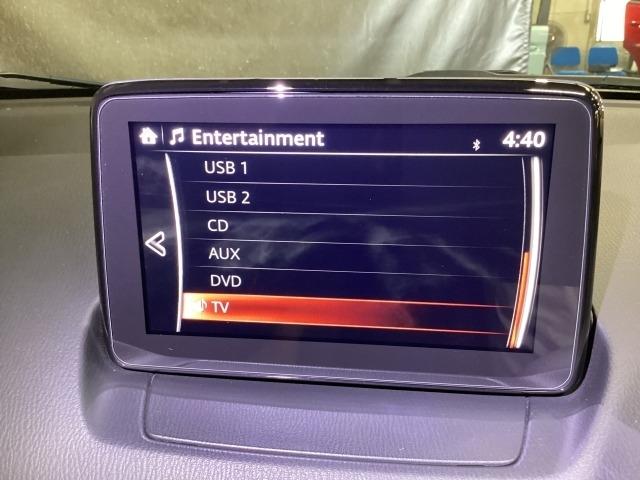 Entertainment
4:40
USB 1
USB 2
CD
AUX
DVD
TV